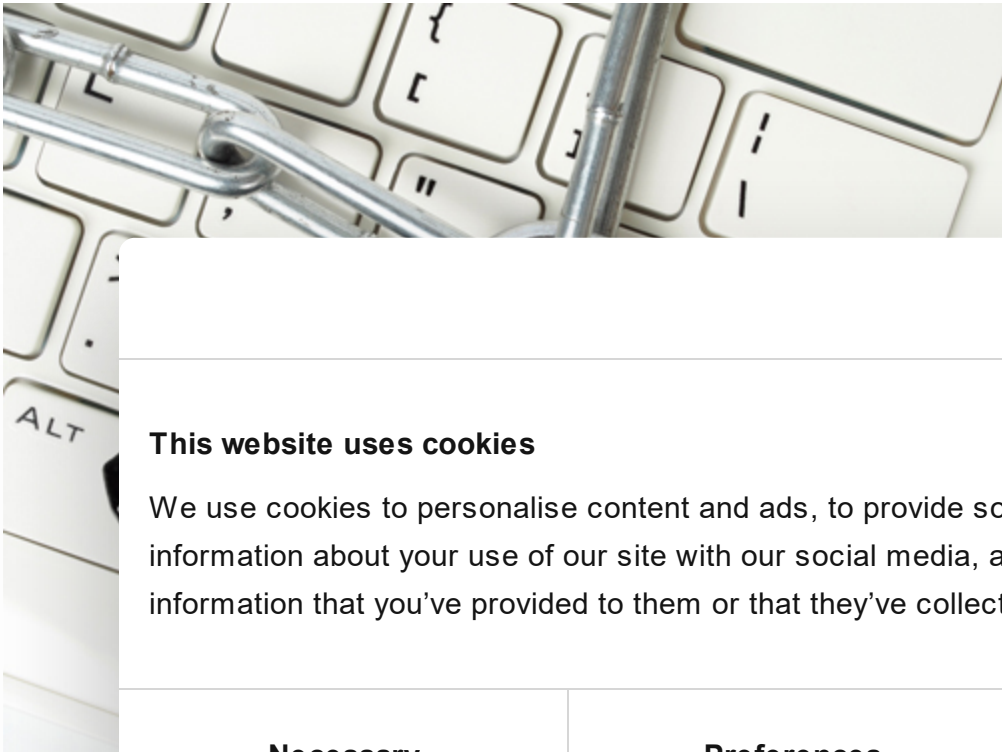 {
[
]
¦
\
"
,
.
ALT
This website uses cookies
We use cookies to personalise content and ads, to provide
information about your use of our site with our social media,
information that you've provided to them or that they've
Necessary
Preferences